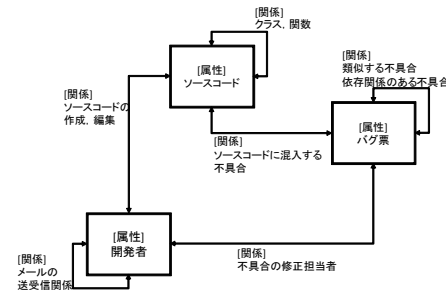 [関係]
クラス，関数
[属性]
ソースコード
[関係]
類似する不具合
依存関係のある不具合
[関係]
ソースコードの
作成，編集
[属性]
バグ票
[関係]
ソースコードに混入する
不具合
[属性]
開発者
[関係]
不具合の修正担当者
[関係]
メールの
送受信関係